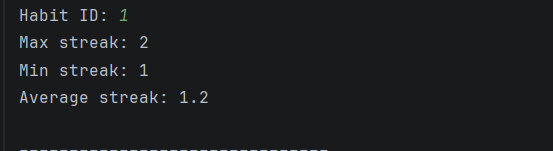 Habit ID: 1
Max streak: 2
Min streak: 1
Average streak: 1.2
-------------------------------